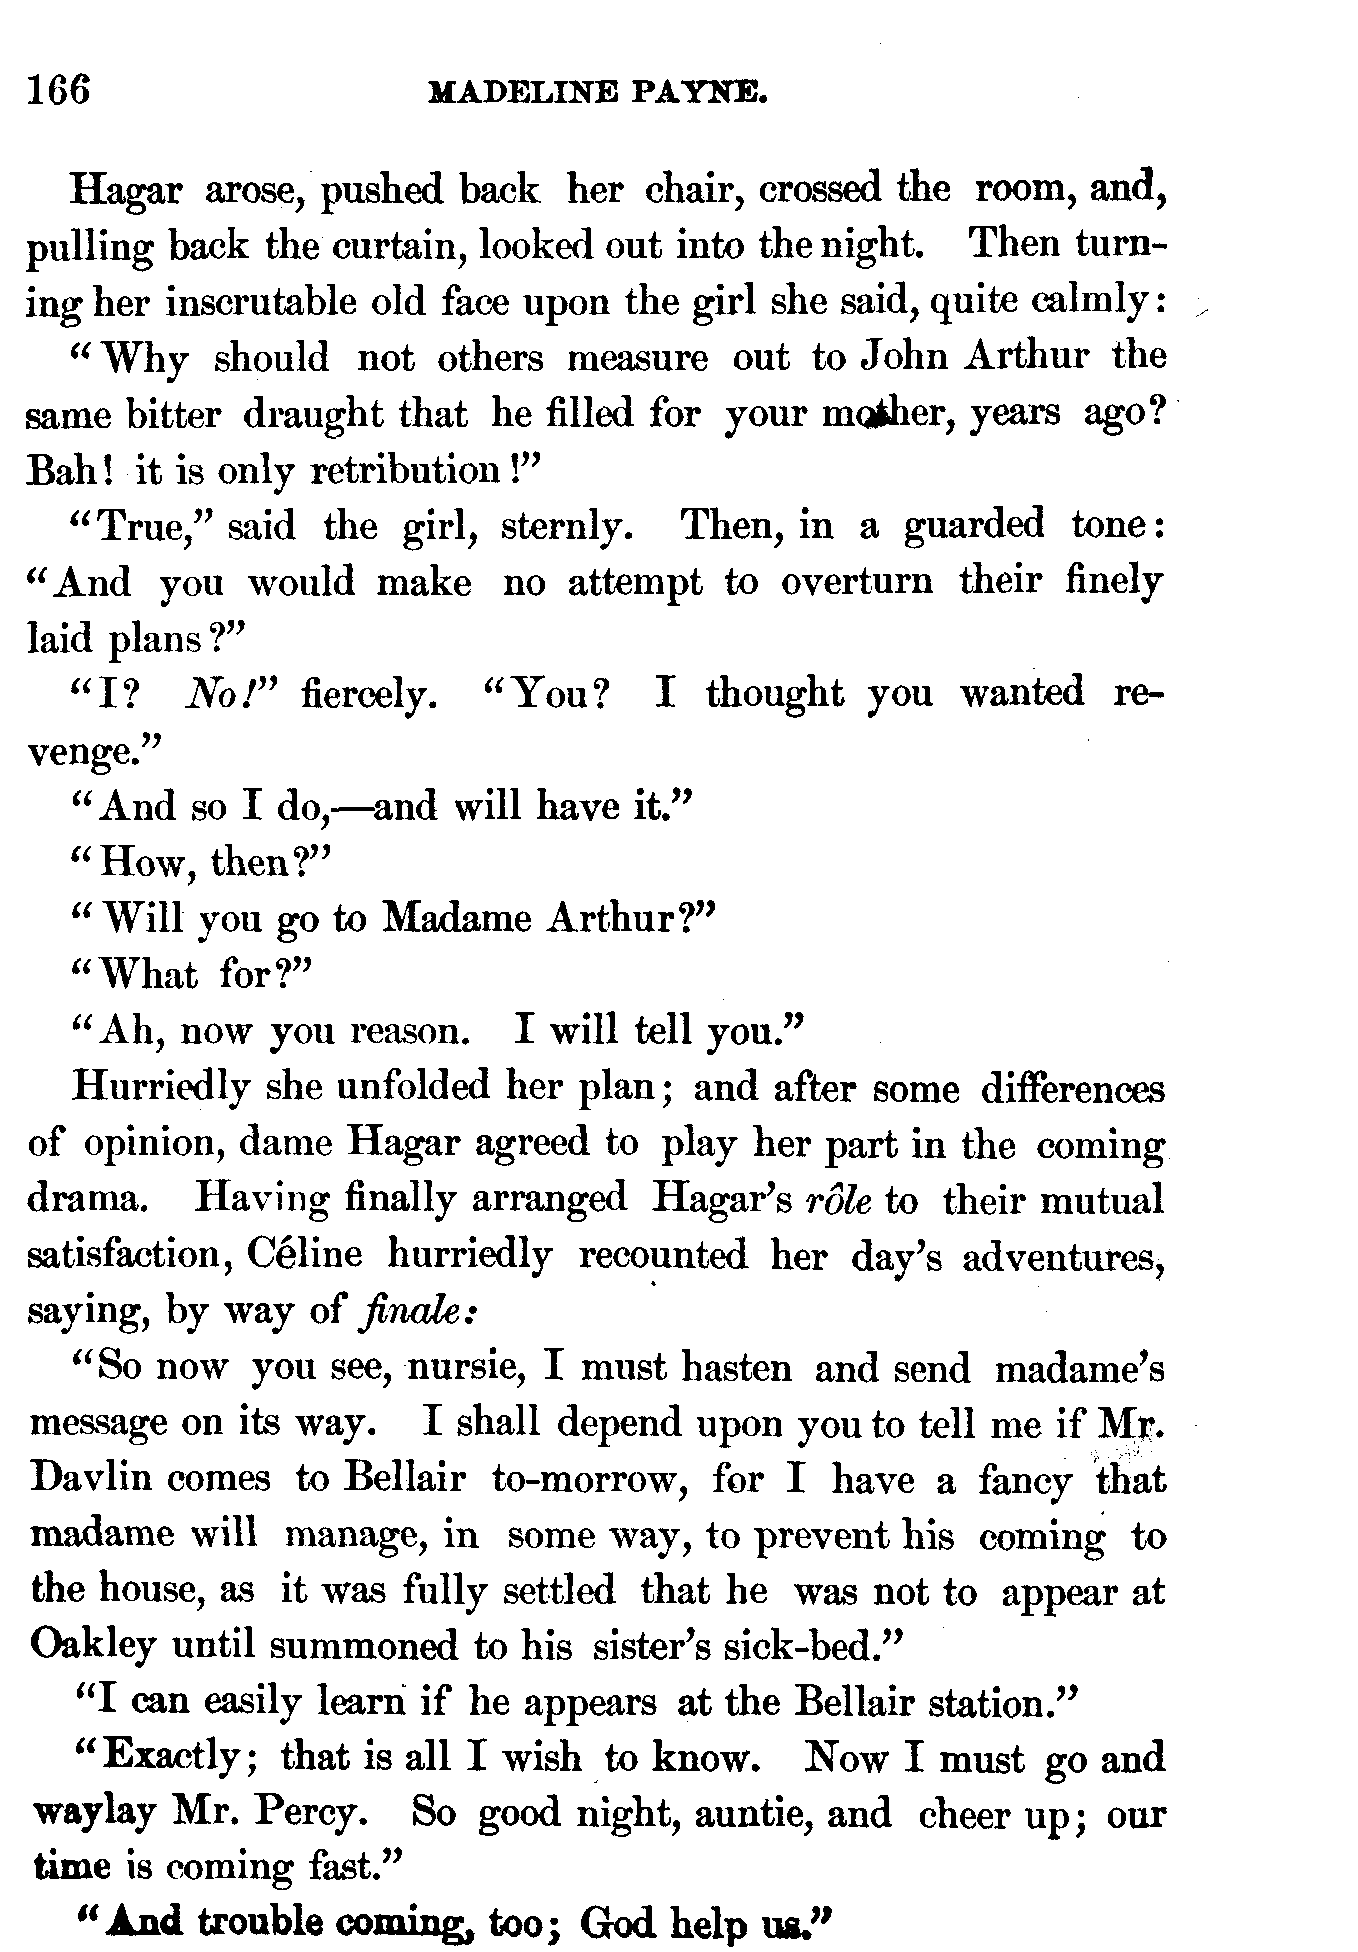 166 MADELINE PAYNE.
Hagar arose, pushed back her chair, crossed the room, and,
pulling back the curtain, looked out into the night. Then turn-
ing her inscrutable old face upon the girl she said, quite calmly:
“Why should not others measure out to John Arthur the
same bitter draught that he filled for your mother, years ago?
Bah! it is only retribution!”
“True,” said the girl, sternly. Then, in a guarded tone:
“And you would make no attempt to overturn their finely
laid plans?”
“I? No!” fiercely. “You? I thought you wanted re-
venge.”
“And so I do,—and will have it.”
“How, then?”
“Will you go to Madame Arthur?”
“What for?”
“Ah, now you reason. I will tell you.”
Hurriedly she unfolded her plan; and after some differences
of opinion, dame Hagar agreed to play her part in the coming
drama. Having finally arranged Hagar’s rôle to their mutual
satisfaction, Céline hurriedly recounted her day’s adventures,
saying, by way of finale:
“So now you see, nursie, I must hasten and send madame’s
message on its way. I shall depend upon you to tell me if Mr.
Davlin comes to Bellair to-morrow, for I have a fancy that
madame will manage, in some way, to prevent his coming to
the house, as it was fully settled that he was not to appear at
Oakley until summoned to his sister’s sick-bed.”
“I can easily learn if he appears at the Bellair station.”
“Exactly; that is all I wish to know. Now I must go and
waylay Mr. Percy. So good night, auntie, and cheer up; our
time is coming fast.”
“And trouble coming, too; God help us.”